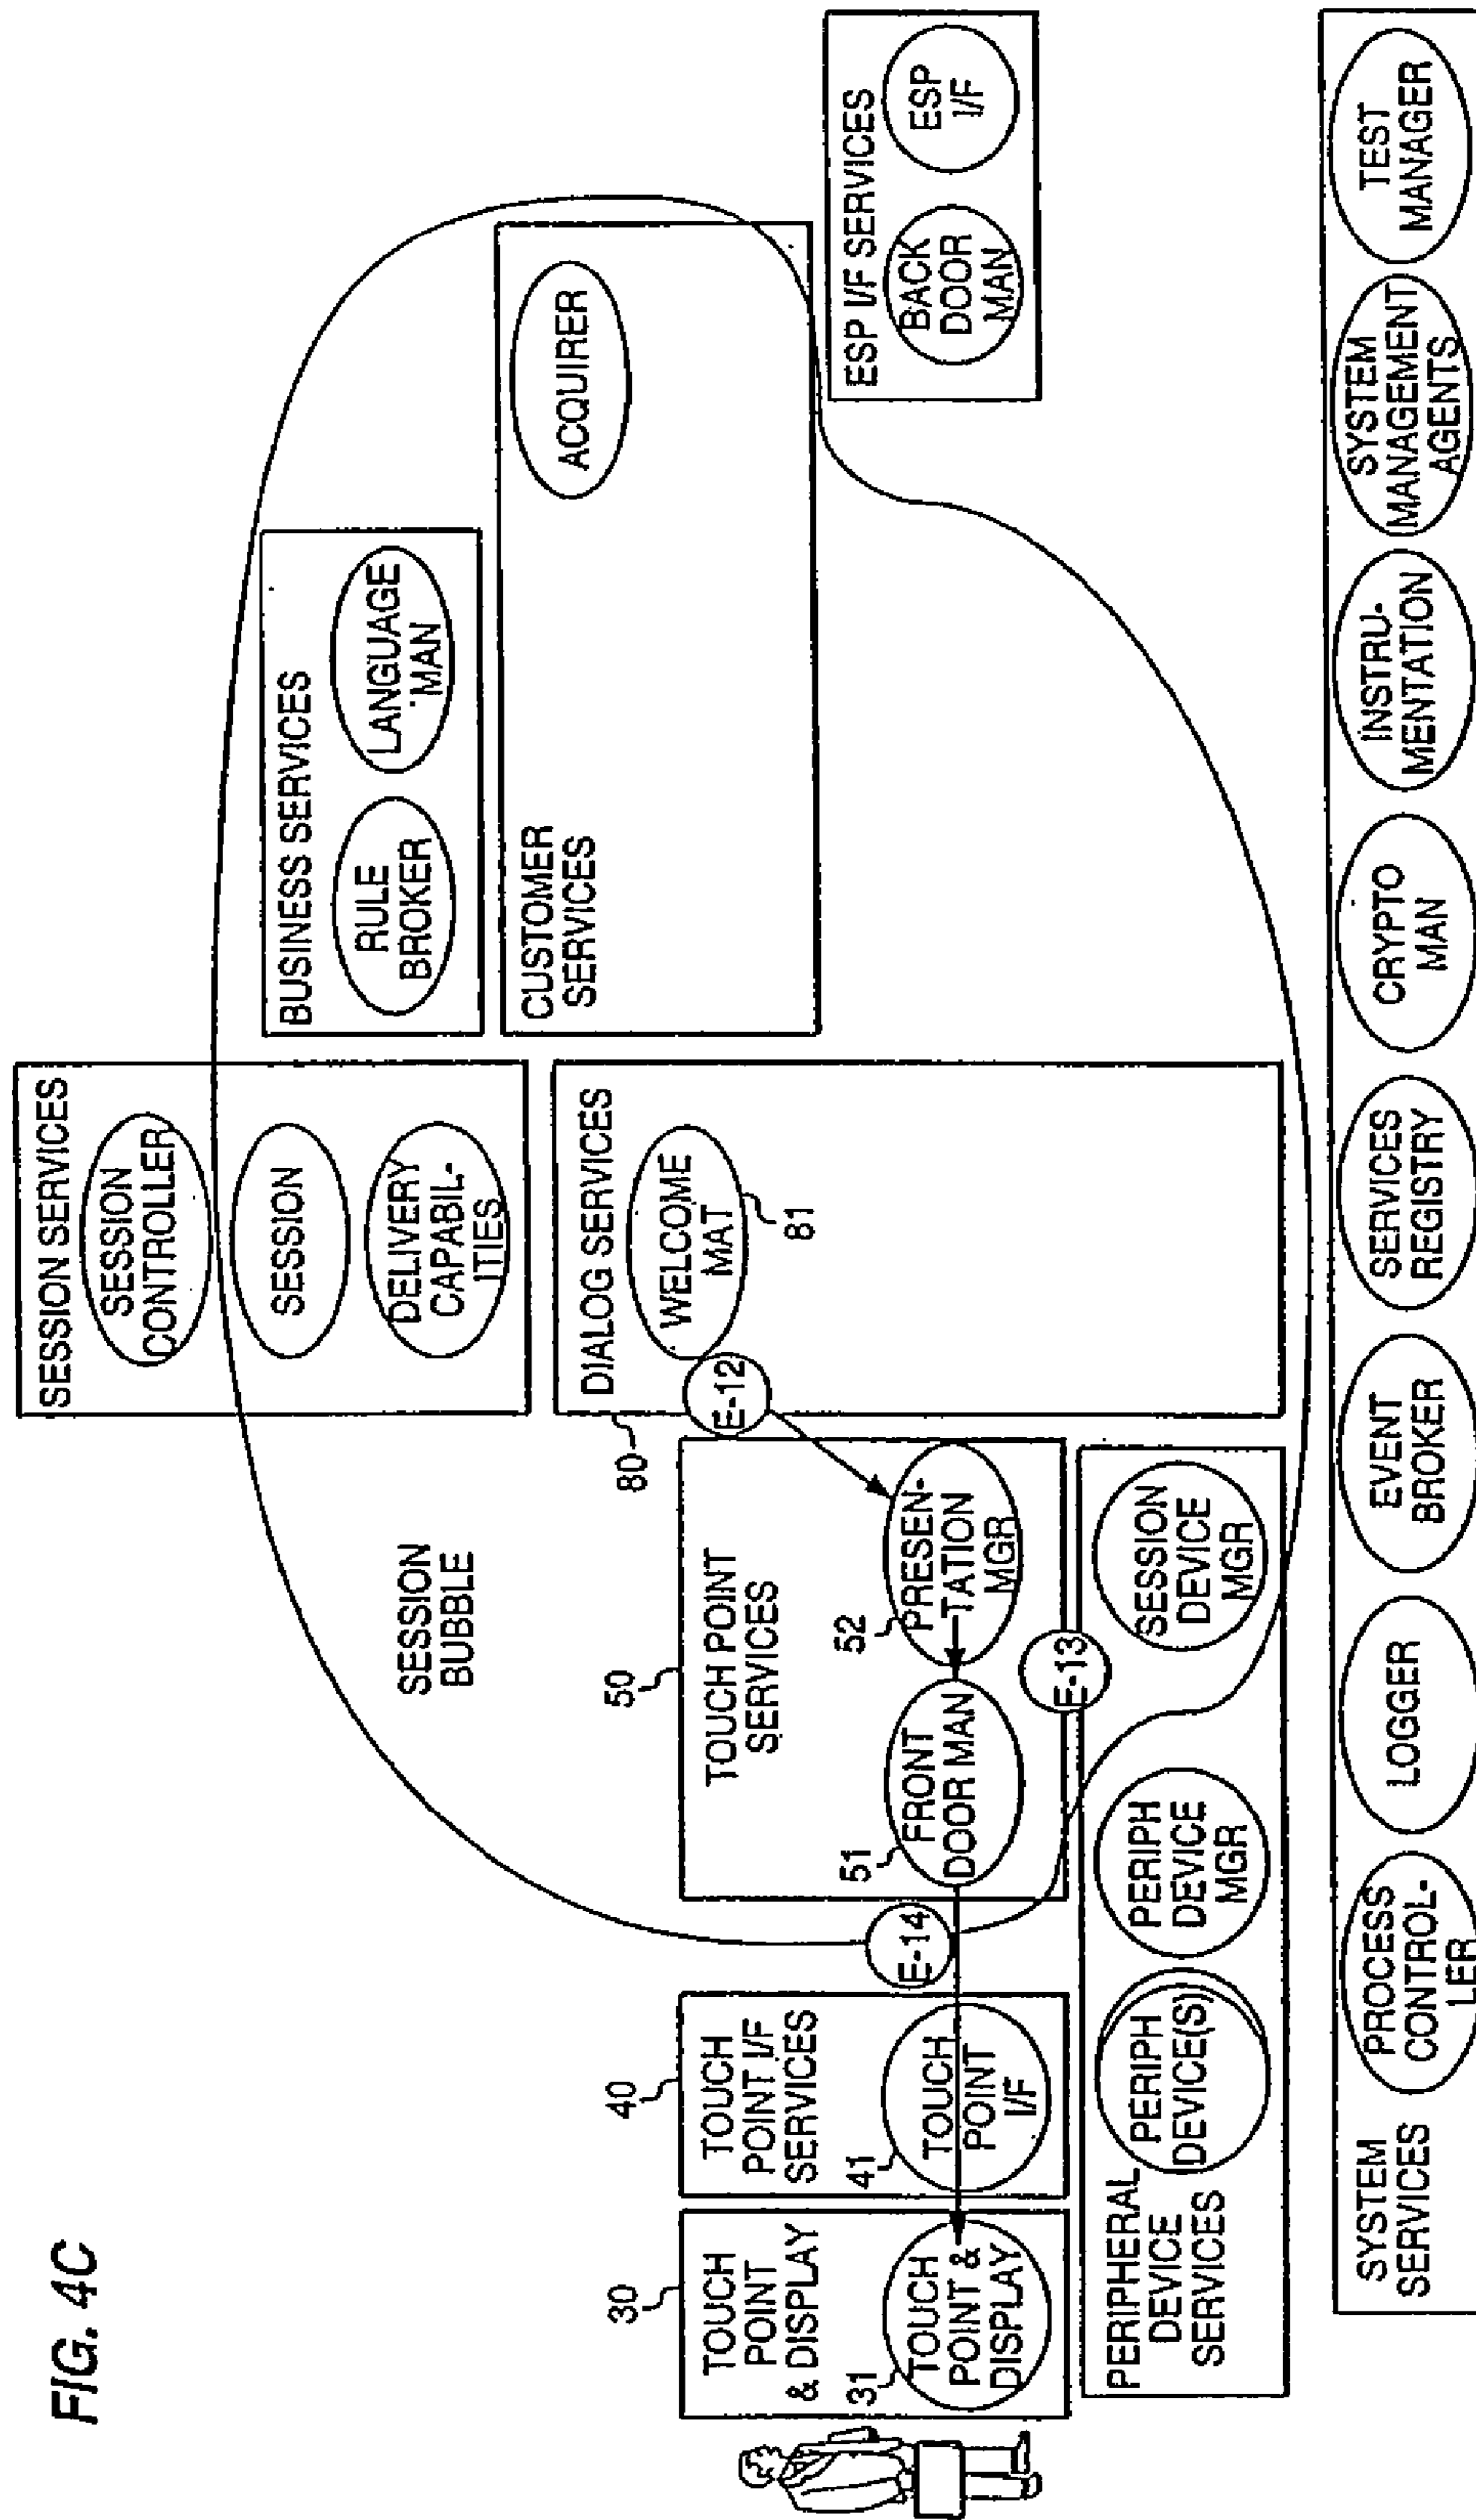 FIG. 4C
SESSION SERVICES
SESSION
CONTROLLER
SESSION
DELIVERY
CAPABIL-
ITIES
BUSINESS SERVICES
RULE
BROKER
LANGUAGE
MAN
SESSION
BUBBLE
CUSTOMER
SERVICES
ACQUIRER
DIALOG SERVICES
WELCOME
MAT
81
80
E-12
30
TOUCH
POINT
& DISPLAY
31
TOUCH
POINT &
DISPLAY
40
TOUCH
POINT I/F
SERVICES
41
TOUCH
POINT
I/F
E-14
50
TOUCH POINT
SERVICES
51
FRONT
DOOR MAN
52
PRESEN-
TATION
MGR
E-13
ESP I/F SERVICES
BACK
DOOR
MAN
ESP
I/F
PERIPHERAL
DEVICE
SERVICES
PERIPH
DEVICE(S)
PERIPH
DEVICE
MGR
SESSION
DEVICE
MGR
SYSTEM
SERVICES
PROCESS
CONTROL-
LER
LOGGER
EVENT
BROKER
SERVICES
REGISTRY
CRYPTO
MAN
INSTRU-
MENTATION
SYSTEM
MANAGEMENT
AGENTS
TEST
MANAGER